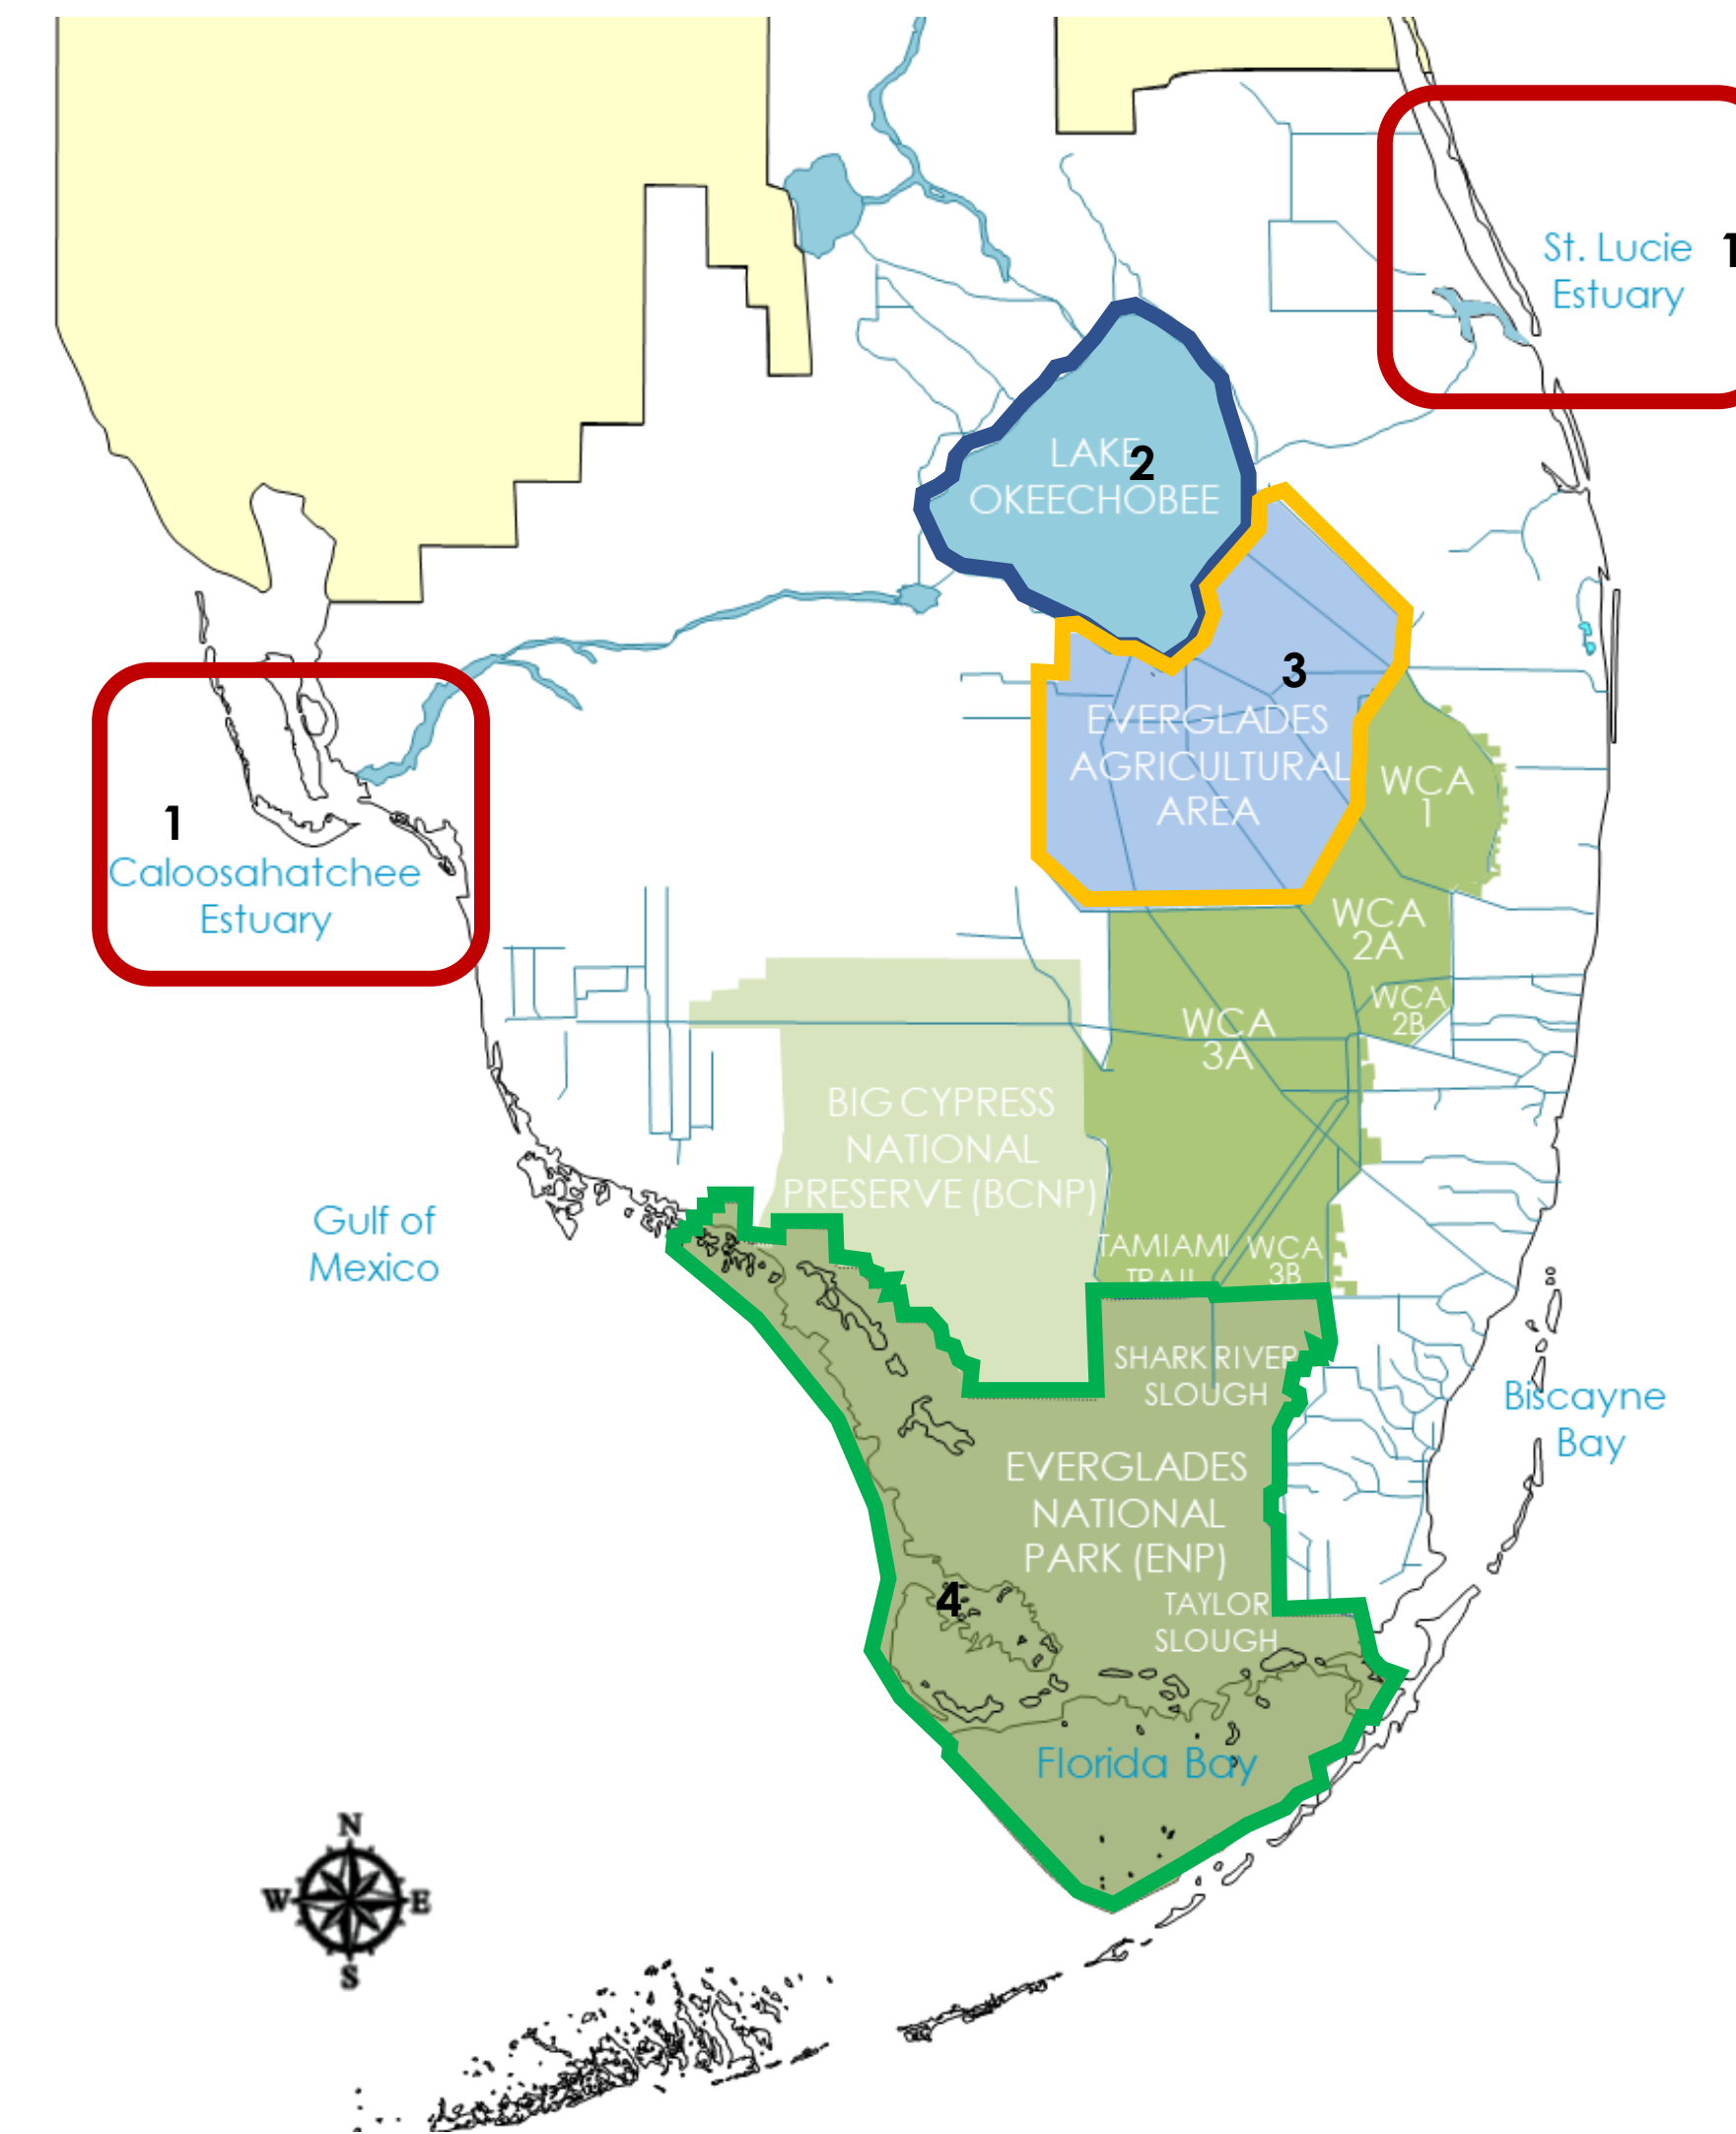 St. Lucie
Estuary
1
LAKE
2
OKEECHOBEE
3
EVERGLADES
AGRICULTURAL
AREA
WCA
1
1
Caloosahatchee
Estuary
WCA
2A
WCA
2B
WCA
3A
BIG CYPRESS
NATIONAL
PRESERVE (BCNP)
Gulf of
Mexico
TAMIAMI
TRAIL
WCA
3B
SHARK RIVER
SLOUGH
Biscayne
Bay
EVERGLADES
NATIONAL
PARK (ENP)
4
TAYLOR
SLOUGH
Florida Bay
N
W
E
S